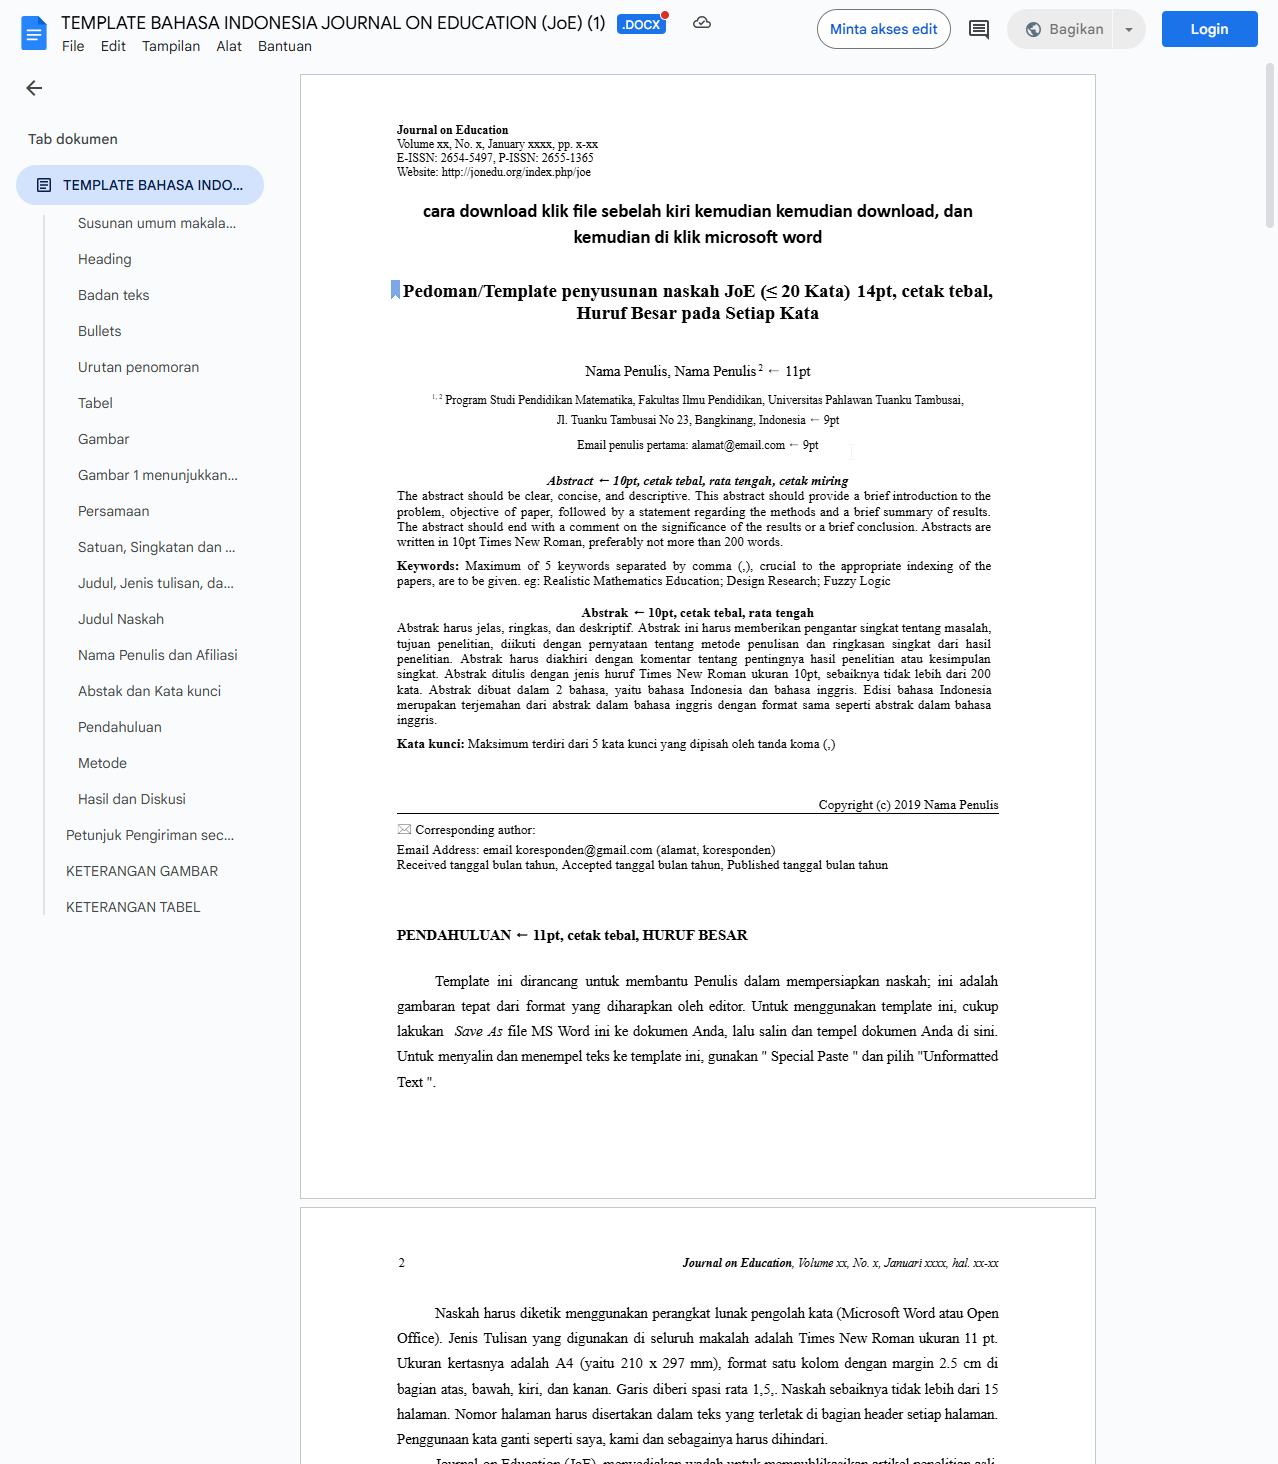 TEMPLATE BAHASA INDONESIA JOURNAL ON EDUCATION (JoE) (1)
.DOCX
File Edit Tampilan Alat Bantuan
Minta akses edit
Bagikan
Login
Tab dokumen
TEMPLATE BAHASA INDO...
Susunan umum makala...
Heading
Badan teks
Bullets
Urutan penomoran
Tabel
Gambar
Gambar 1 menunjukkan...
Persamaan
Satuan, Singkatan dan ...
Judul, Jenis tulisan, da...
Judul Naskah
Nama Penulis dan Afiliasi
Abstak dan Kata kunci
Pendahuluan
Metode
Hasil dan Diskusi
Petunjuk Pengiriman sec...
KETERANGAN GAMBAR
KETERANGAN TABEL
Journal on Education
Volume xx, No. x, January xxxx, pp. x-xx
E-ISSN: 2654-5497, P-ISSN: 2655-1365
Website: http://jonedu.org/index.php/joe
cara download klik file sebelah kiri kemudian kemudian download, dan
kemudian di klik microsoft word
Pedoman/Template penyusunan naskah JoE (≤ 20 Kata) 14pt, cetak tebal,
Huruf Besar pada Setiap Kata
Nama Penulis, Nama Penulis² ← 11pt
1, 2 Program Studi Pendidikan Matematika, Fakultas Ilmu Pendidikan, Universitas Pahlawan Tuanku Tambusai,
Jl. Tuanku Tambusai No 23, Bangkinang, Indonesia ← 9pt
Email penulis pertama: alamat@email.com ← 9pt
Abstract ← 10pt, cetak tebal, rata tengah, cetak miring
The abstract should be clear, concise, and descriptive. This abstract should provide a brief introduction to the
problem, objective of paper, followed by a statement regarding the methods and a brief summary of results.
The abstract should end with a comment on the significance of the results or a brief conclusion. Abstracts are
written in 10pt Times New Roman, preferably not more than 200 words.
Keywords: Maximum of 5 keywords separated by comma (,), crucial to the appropriate indexing of the
papers, are to be given. eg: Realistic Mathematics Education; Design Research; Fuzzy Logic
Abstrak ← 10pt, cetak tebal, rata tengah
Abstrak harus jelas, ringkas, dan deskriptif. Abstrak ini harus memberikan pengantar singkat tentang masalah,
tujuan penelitian, diikuti dengan pernyataan tentang metode penulisan dan ringkasan singkat dari hasil
penelitian. Abstrak harus diakhiri dengan komentar tentang pentingnya hasil penelitian atau kesimpulan
singkat. Abstrak ditulis dengan jenis huruf Times New Roman ukuran 10pt, sebaiknya tidak lebih dari 200
kata. Abstrak dibuat dalam 2 bahasa, yaitu bahasa Indonesia dan bahasa inggris. Edisi bahasa Indonesia
merupakan terjemahan dari abstrak dalam bahasa inggris dengan format sama seperti abstrak dalam bahasa
inggris.
Kata kunci: Maksimum terdiri dari 5 kata kunci yang dipisah oleh tanda koma (,)
Copyright (c) 2019 Nama Penulis
Corresponding author:
Email Address: email koresponden@gmail.com (alamat, koresponden)
Received tanggal bulan tahun, Accepted tanggal bulan tahun, Published tanggal bulan tahun
PENDAHULUAN ← 11pt, cetak tebal, HURUF BESAR
Template ini dirancang untuk membantu Penulis dalam mempersiapkan naskah; ini adalah
gambaran tepat dari format yang diharapkan oleh editor. Untuk menggunakan template ini, cukup
lakukan Save As file MS Word ini ke dokumen Anda, lalu salin dan tempel dokumen Anda di sini.
Untuk menyalin dan menempel teks ke template ini, gunakan " Special Paste " dan pilih "Unformatted
Text ".
2
Journal on Education, Volume xx, No. x, Januari xxxx, hal. xx-xx
Naskah harus diketik menggunakan perangkat lunak pengolah kata (Microsoft Word atau Open
Office). Jenis Tulisan yang digunakan di seluruh makalah adalah Times New Roman ukuran 11 pt.
Ukuran kertasnya adalah A4 (yaitu 210 x 297 mm), format satu kolom dengan margin 2.5 cm di
bagian atas, bawah, kiri, dan kanan. Garis diberi spasi rata 1,5,. Naskah sebaiknya tidak lebih dari 15
halaman. Nomor halaman harus disertakan dalam teks yang terletak di bagian header setiap halaman.
Penggunaan kata ganti seperti saya, kami dan sebagainya harus dihindari.
Journal on Education (JoE), menyediakan wadah untuk mempublikasikan artikel penelitian asli,